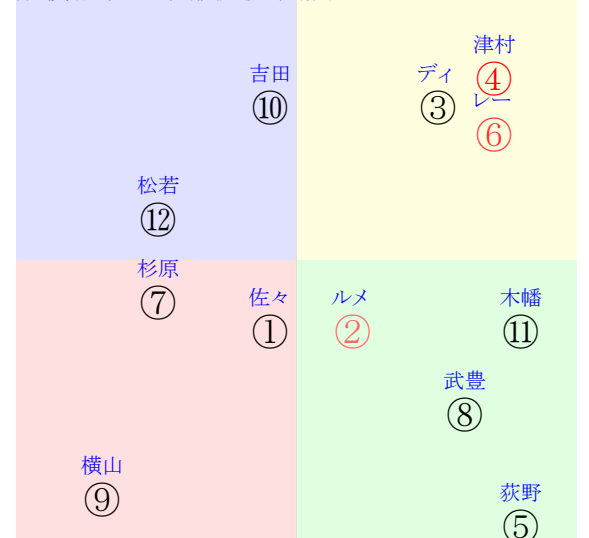 津村
④
吉田
⑩
ディ
③
レー
⑥
松若
⑫
杉原
⑦
佐々
①
ルメ
②
木幡
⑪
武豊
⑧
横山
⑨
荻野
⑤